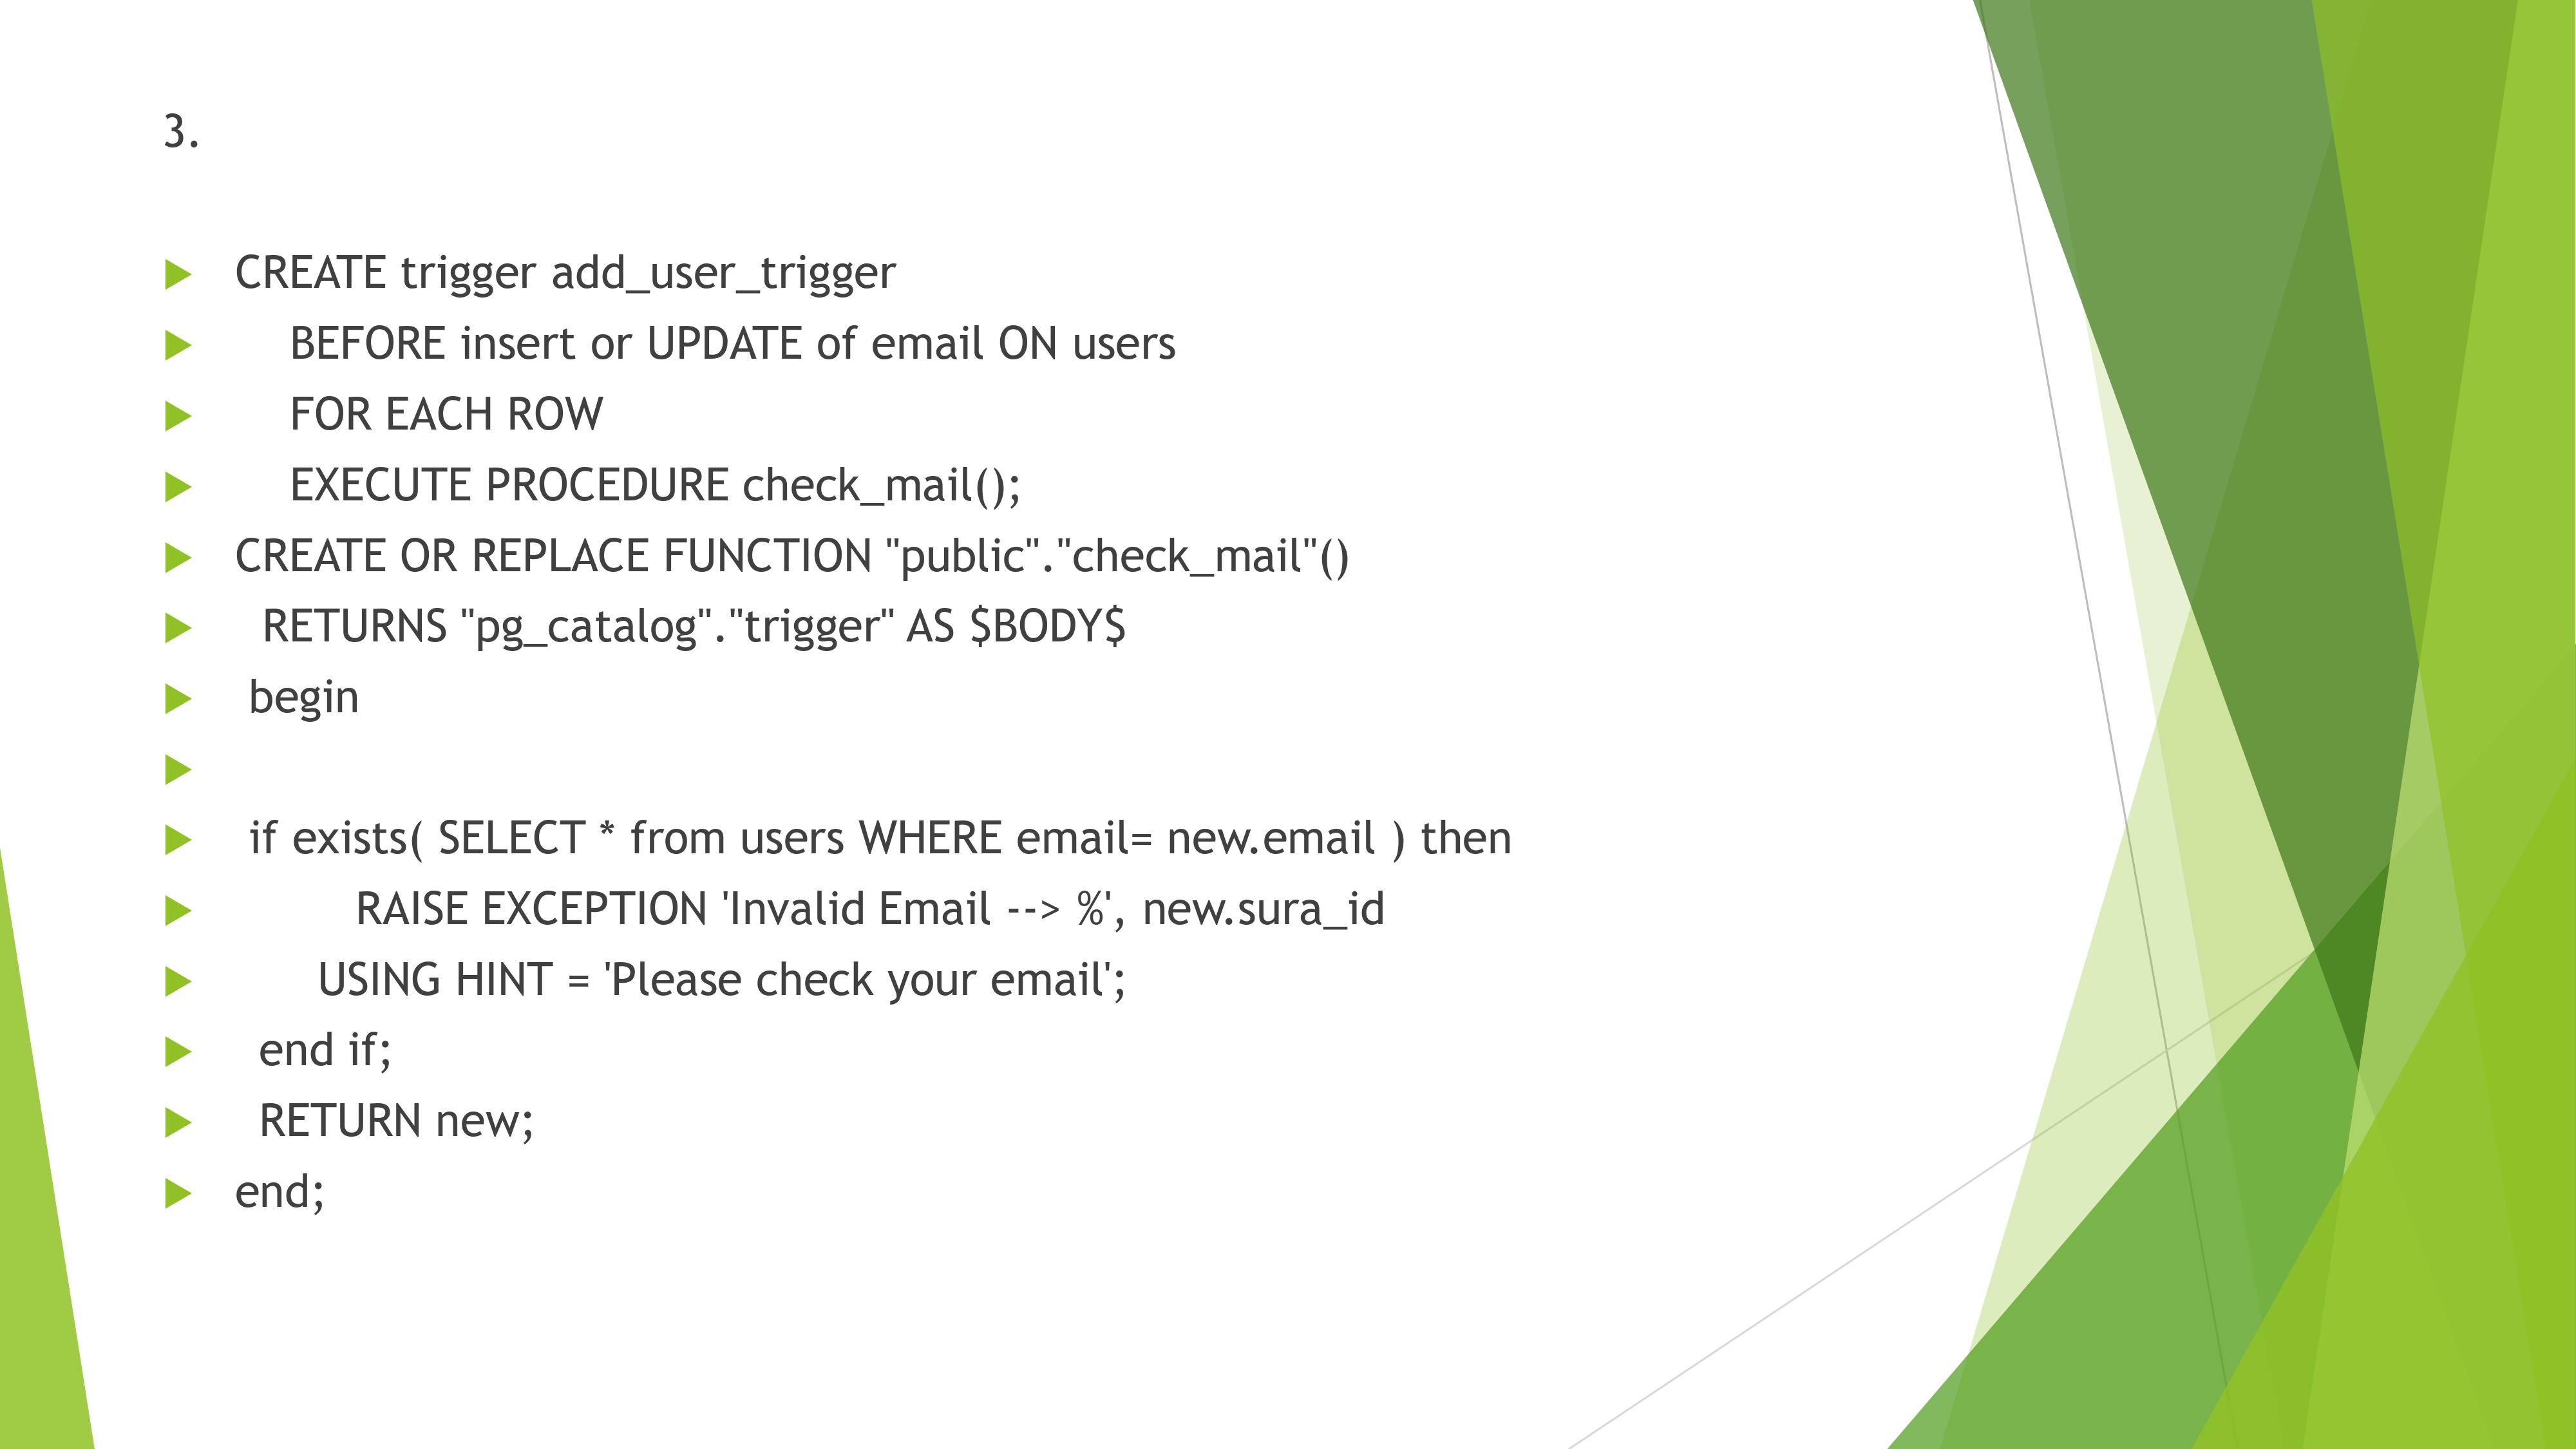 3.
CREATE trigger add_user_trigger
BEFORE insert or UPDATE of email ON users
FOR EACH ROW
EXECUTE PROCEDURE check_mail();
CREATE OR REPLACE FUNCTION "public"."check_mail"()
RETURNS "pg_catalog"."trigger" AS $BODY$
begin
if exists( SELECT * from users WHERE email= new.email ) then
RAISE EXCEPTION 'Invalid Email --> %', new.sura_id
USING HINT = 'Please check your email';
end if;
RETURN new;
end;